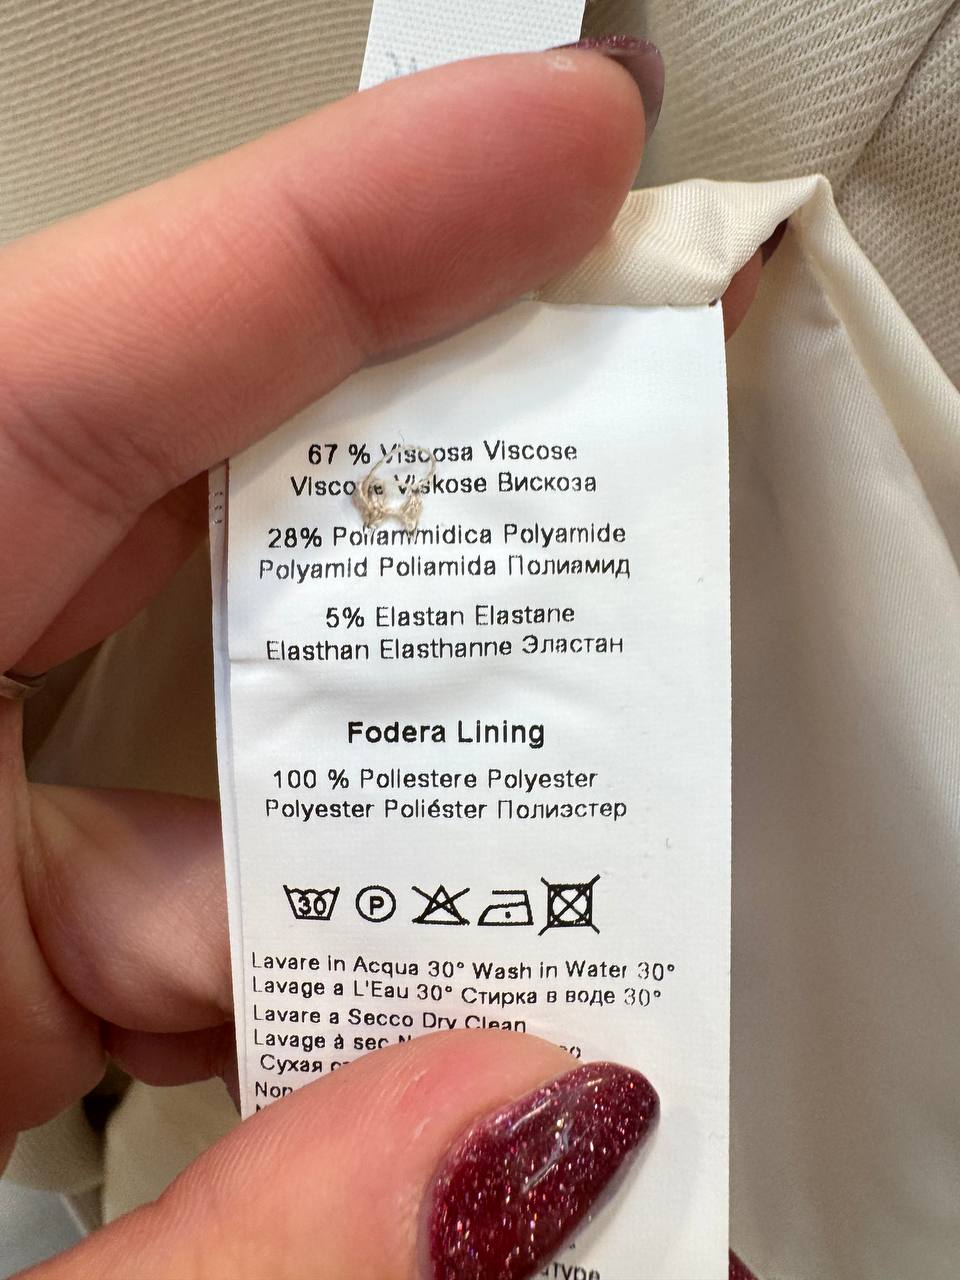 67 % Viscosa Viscose
Viscose Viskose Вискоза
28% Poliammidica Polyamide
Polyamid Poliamida Полиамид
5% Elastan Elastane
Elasthan Elasthanne Эластан
Fodera Lining
100 % Poliestere Polyester
Polyester Poliéster Полиэстер
30 P
Lavare in Acqua 30° Wash in Water 30°
Lavage a L'Eau 30° Стирка в воде 30°
Lavare a Secco Dry Clean
Lavage à sec
Сухая
Non